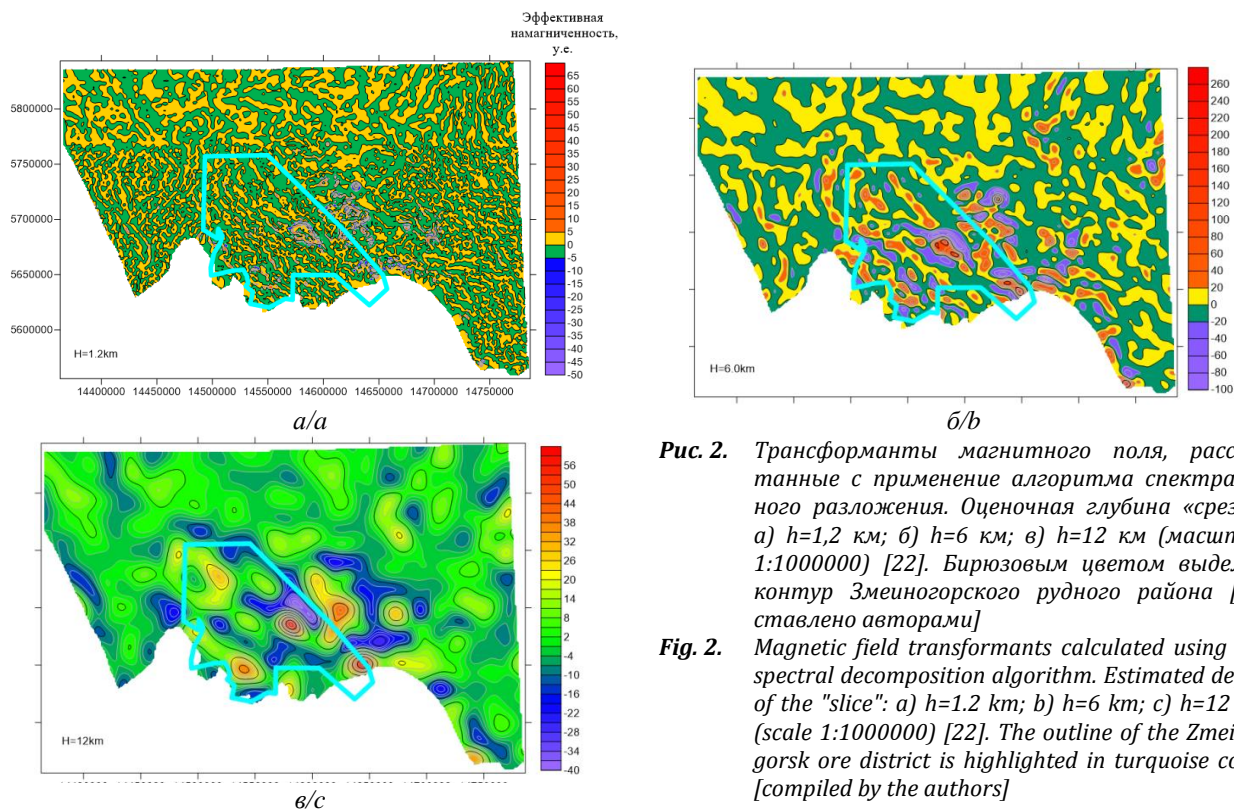 Эффективная
намагниченность,
у.е.
65
60
55
50
45
40
35
30
25
20
15
10
5
0
-5
-10
-15
-20
-25
-30
-35
-40
-45
-50
5800000
5750000
5700000
5650000
5600000
H=1.2km
14400000 14450000 14500000 14550000 14600000 14650000 14700000 14750000
а/a
260
240
220
200
180
160
140
120
100
80
60
40
20
0
-20
-40
-60
-80
-100
H=6.0km
б/b
56
50
44
38
32
26
20
14
8
2
-4
-10
-16
-22
-28
-34
-40
H=12km
в/c
Рис. 2. Трансформанты магнитного поля, расс
танные с применение алгоритма спектра
ного разложения. Оценочная глубина «срез
а) h=1,2 км; б) h=6 км; в) h=12 км (масшт
1:1000000) [22]. Бирюзовым цветом выдел
контур Змеиногорского рудного района [
ставлено авторами]
Fig. 2. Magnetic field transformants calculated using
spectral decomposition algorithm. Estimated de
of the "slice": a) h=1.2 km; b) h=6 km; c) h=12
(scale 1:1000000) [22]. The outline of the Zmei
gorsk ore district is highlighted in turquoise co
[compiled by the authors]